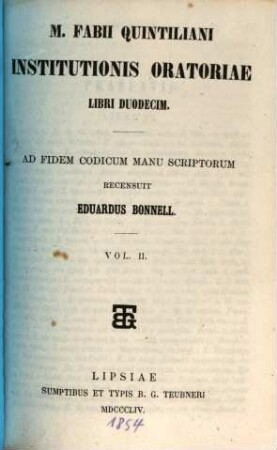 M. FABII QUINTILIANI
INSTITUTIONIS ORATORIAE
LIBRI DUODECIM.
AD FIDEM CODICUM MANU SCRIPTORUM
RECENSUIT
EDUARDUS BONNELL.
VOL. II.
BTG
LIPSIAE
SUMPTIBUS ET TYPIS B. G. TEUBNERI
MDCCCLIV.
1854